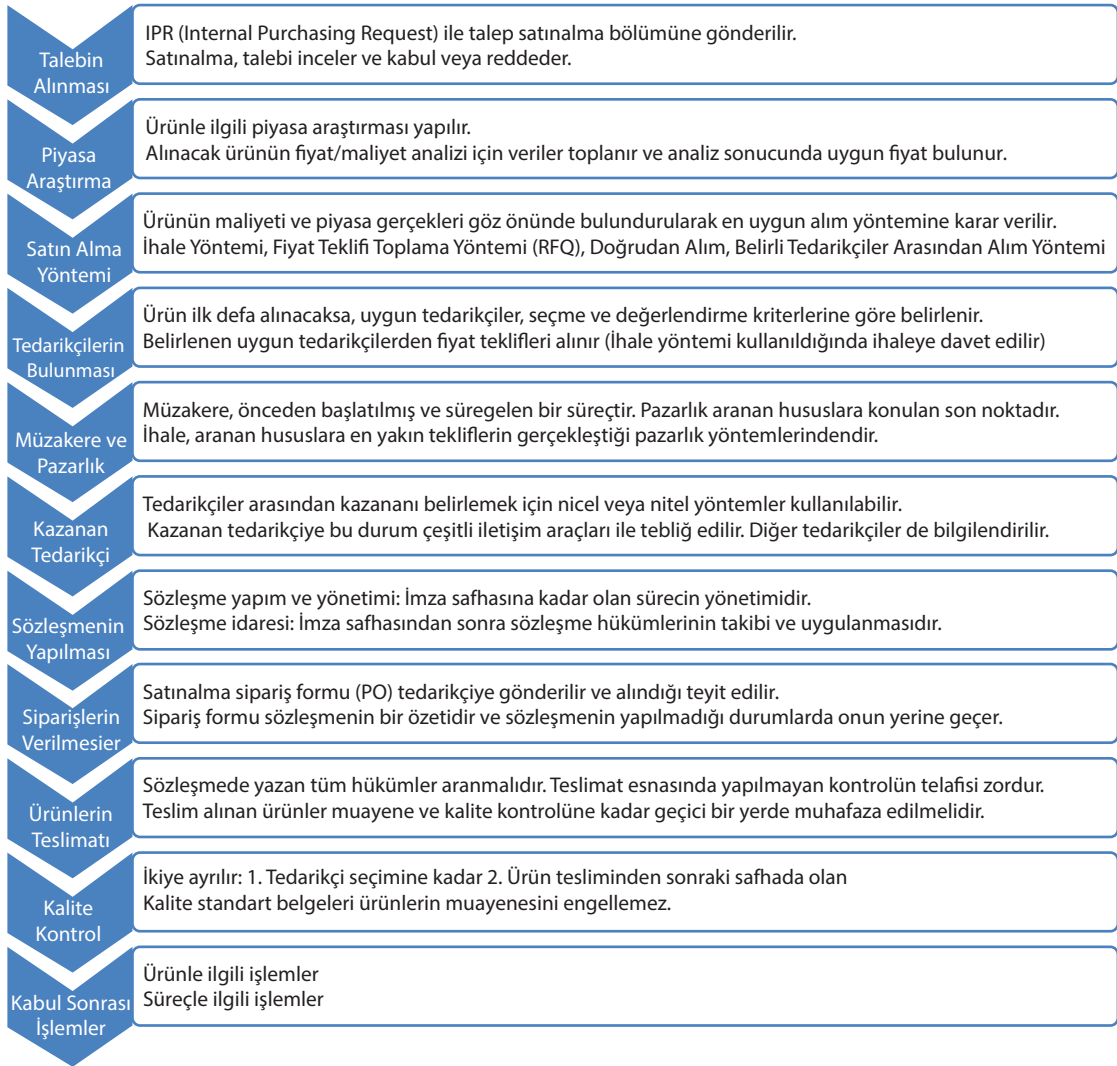 Talebin
Alınması
IPR (Internal Purchasing Request) ile talep satınalma bölümüne gönderilir.
Satınalma, talebi inceler ve kabul veya reddeder.
Piyasa
Araştırma
Ürünle ilgili piyasa araştırması yapılır.
Alınacak ürünün fiyat/maliyet analizi için veriler toplanır ve analiz sonucunda uygun fiyat bulunur.
Satın Alma
Yöntemi
Ürünün maliyeti ve piyasa gerçekleri göz önünde bulundurularak en uygun alım yöntemine karar verilir.
İhale Yöntemi, Fiyat Teklifi Toplama Yöntemi (RFQ), Doğrudan Alım, Belirli Tedarikçiler Arasından Alım Yöntemi
Tedarikçilerin
Bulunması
Ürün ilk defa alınacaksa, uygun tedarikçiler, seçme ve değerlendirme kriterlerine göre belirlenir.
Belirlenen uygun tedarikçilerden fiyat teklifleri alınır (İhale yöntemi kullanıldığında ihaleye davet edilir)
Müzakere ve
Pazarlık
Müzakere, önceden başlatılmış ve süregelen bir süreçtir. Pazarlık aranan hususlara konulan son noktadır.
İhale, aranan hususlara en yakın tekliflerin gerçekleştiği pazarlık yöntemlerindendir.
Kazanan
Tedarikçi
Tedarikçiler arasından kazananı belirlemek için nicel veya nitel yöntemler kullanılabilir.
Kazanan tedarikçiye bu durum çeşitli iletişim araçları ile tebliğ edilir. Diğer tedarikçiler de bilgilendirilir.
Sözleşmenin
Yapılması
Sözleşme yapım ve yönetimi: İmza safhasına kadar olan sürecin yönetimidir.
Sözleşme idaresi: İmza safhasından sonra sözleşme hükümlerinin takibi ve uygulanmasıdır.
Siparişlerin
Verilmesier
Satınalma sipariş formu (PO) tedarikçiye gönderilir ve alındığı teyit edilir.
Sipariş formu sözleşmenin bir özetidir ve sözleşmenin yapılmadığı durumlarda onun yerine geçer.
Ürünlerin
Teslimatı
Sözleşmede yazan tüm hükümler aranmalıdır. Teslimat esnasında yapılmayan kontrolün telafisi zordur.
Teslim alınan ürünler muayene ve kalite kontrolüne kadar geçici bir yerde muhafaza edilmelidir.
Kalite
Kontrol
İkiye ayrılır: 1. Tedarikçi seçimine kadar 2. Ürün tesliminden sonraki safhada olan
Kalite standart belgeleri ürünlerin muayenesini engellemez.
Kabul Sonrası
İşlemler
Ürünle ilgili işlemler
Süreçle ilgili işlemler